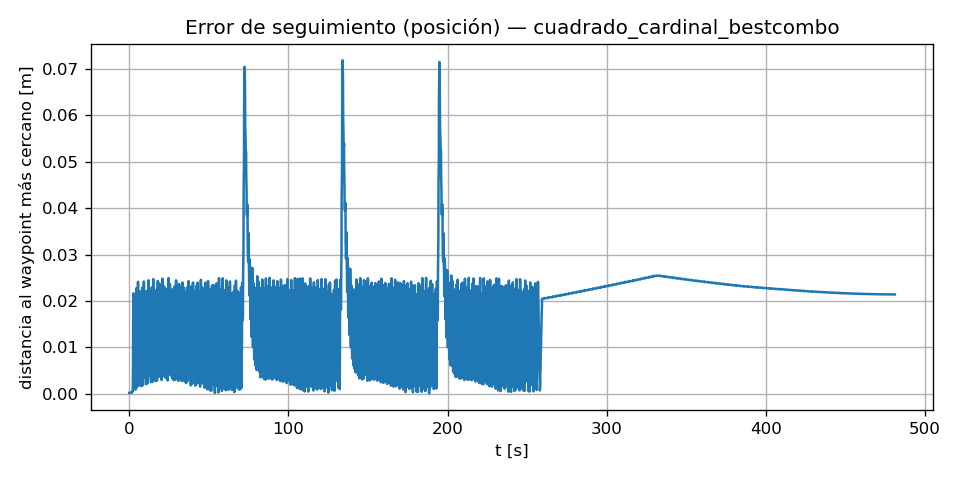 Error de seguimiento (posición) — cuadrado_cardinal_bestcombo
distancia al waypoint más cercano [m]
0.07
0.06
0.05
0.04
0.03
0.02
0.01
0.00
0 100 200 300 400 500
t [s]